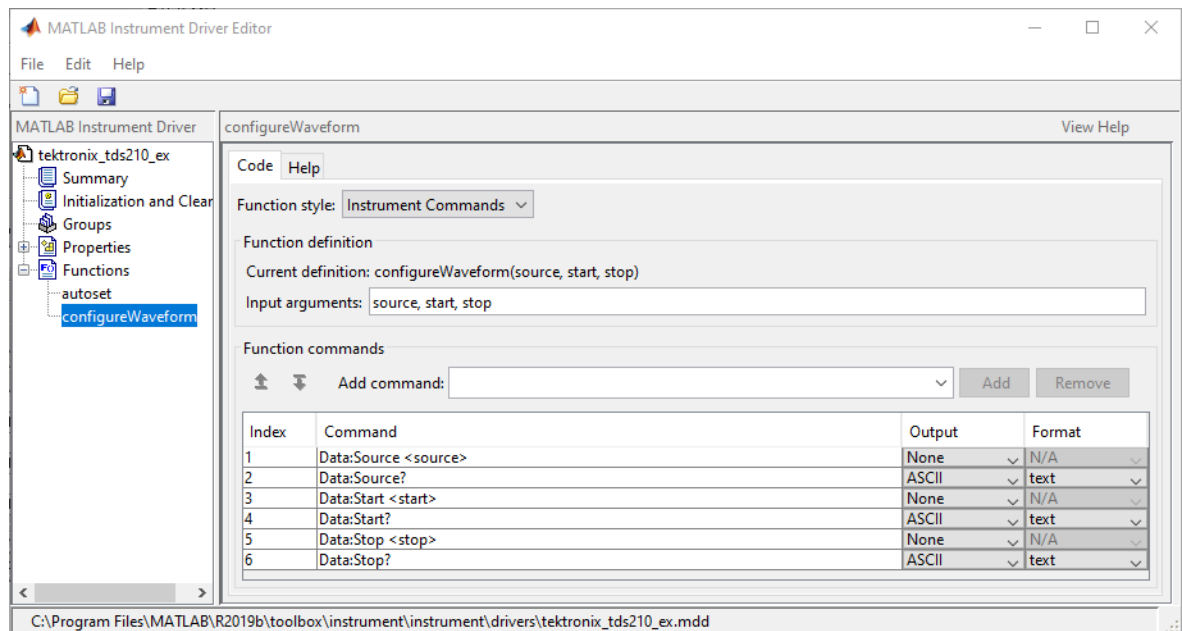 MATLAB Instrument Driver Editor
File Edit Help
MATLAB Instrument Driver
configureWaveform
View Help
tektronix_tds210_ex
Summary
Initialization and Clear
Groups
Properties
Functions
autoset
configureWaveform
Code Help
Function style: Instrument Commands
Function definition
Current definition: configureWaveform(source, start, stop)
Input arguments: source, start, stop
Function commands
Add command: Add Remove
Index Command Output Format
1 Data:Source <source> None N/A
2 Data:Source? ASCII text
3 Data:Start <start> None N/A
4 Data:Start? ASCII text
5 Data:Stop <stop> None N/A
6 Data:Stop? ASCII text
C:\Program Files\MATLAB\R2019b\toolbox\instrument\instrument\drivers\tektronix_tds210_ex.mdd